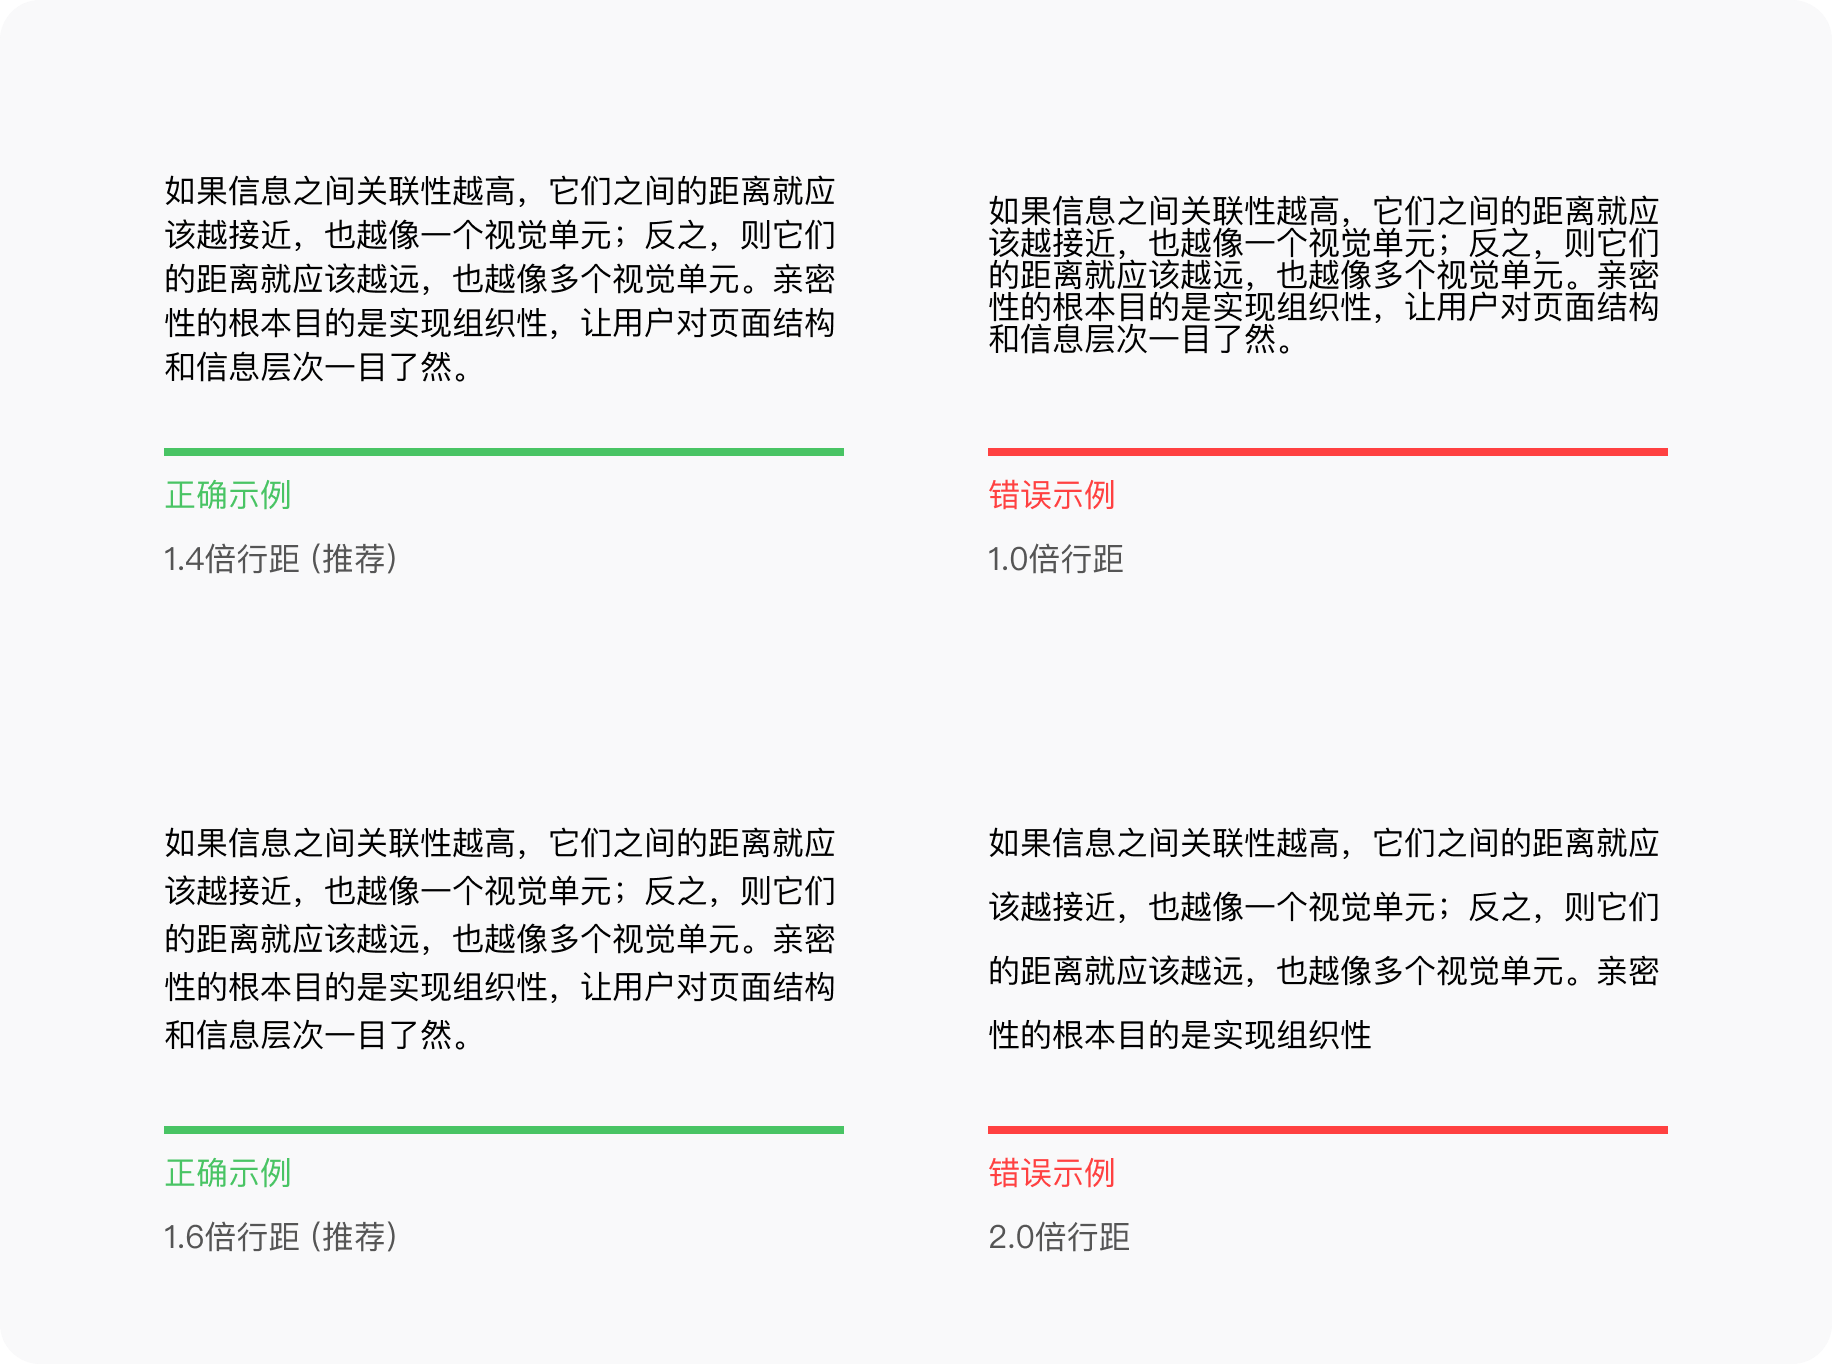 如果信息之间关联性越高，它们之间的距离就应
该越接近，也越像一个视觉单元；反之，则它们
的距离就应该越远，也越像多个视觉单元。亲密
性的根本目的是实现组织性，让用户对页面结构
和信息层次一目了然。
正确示例
1.4倍行距（推荐）
如果信息之间关联性越高，它们之间的距离就应
该越接近，也越像一个视觉单元；反之，则它们
的距离就应该越远，也越像多个视觉单元。亲密
性的根本目的是实现组织性，让用户对页面结构
和信息层次一目了然。
错误示例
1.0倍行距
如果信息之间关联性越高，它们之间的距离就应
该越接近，也越像一个视觉单元；反之，则它们
的距离就应该越远，也越像多个视觉单元。亲密
性的根本目的是实现组织性，让用户对页面结构
和信息层次一目了然。
正确示例
1.6倍行距（推荐）
如果信息之间关联性越高，它们之间的距离就应
该越接近，也越像一个视觉单元；反之，则它们
的距离就应该越远，也越像多个视觉单元。亲密
性的根本目的是实现组织性
错误示例
2.0倍行距